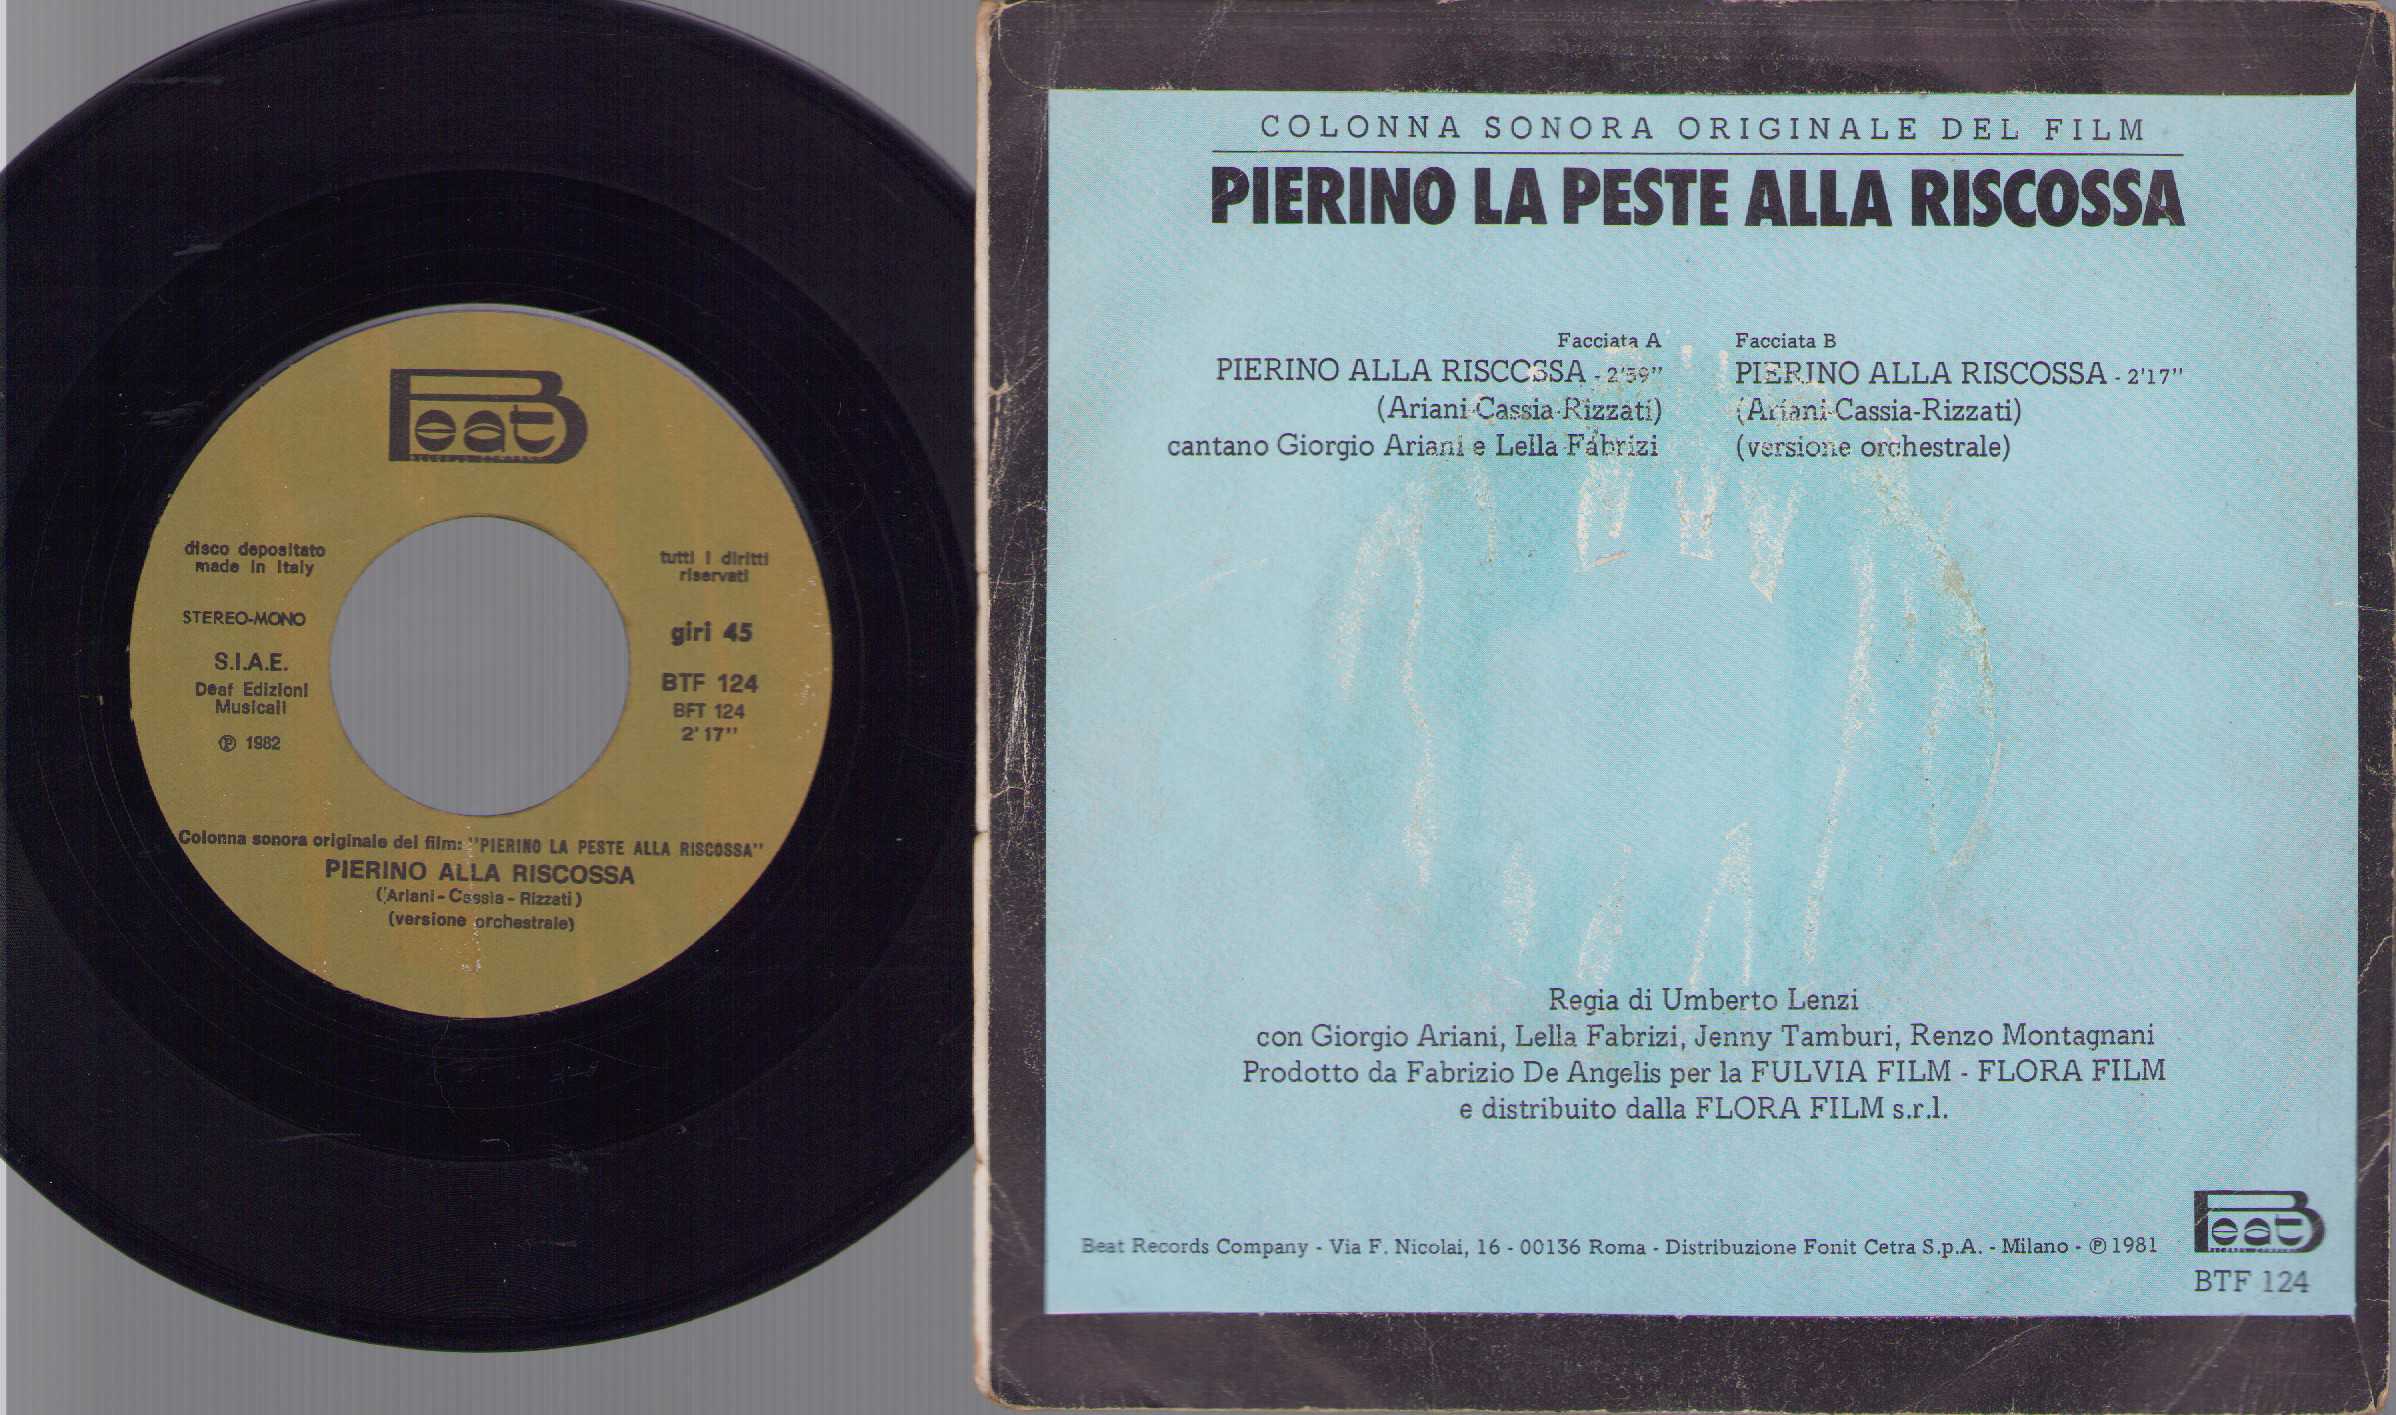 Beat
RECORDS COMPANY
disco depositato
made in Italy
STEREO-MONO
S.I.A.E.
Deaf Edizioni
Musicali
℗ 1982
tutti i diritti
riservati
giri 45
BTF 124
BFT 124
2'17''
Colonna sonora originale del film: "PIERINO LA PESTE ALLA RISCOSSA"
PIERINO ALLA RISCOSSA
(Ariani - Cassia - Rizzati)
(versione orchestrale)
COLONNA SONORA ORIGINALE DEL FILM
PIERINO LA PESTE ALLA RISCOSSA
Facciata A
PIERINO ALLA RISCOSSA - 2'59''
(Ariani-Cassia-Rizzati)
cantano Giorgio Ariani e Lella Fabrizi
Facciata B
PIERINO ALLA RISCOSSA - 2'17''
(Ariani-Cassia-Rizzati)
(versione orchestrale)
Regia di Umberto Lenzi
con Giorgio Ariani, Lella Fabrizi, Jenny Tamburi, Renzo Montagnani
Prodotto da Fabrizio De Angelis per la FULVIA FILM - FLORA FILM
e distribuito dalla FLORA FILM s.r.l.
Beat Records Company - Via F. Nicolai, 16 - 00136 Roma - Distribuzione Fonit Cetra S.p.A. - Milano - ℗ 1981
Beat
RECORDS COMPANY
BTF 124